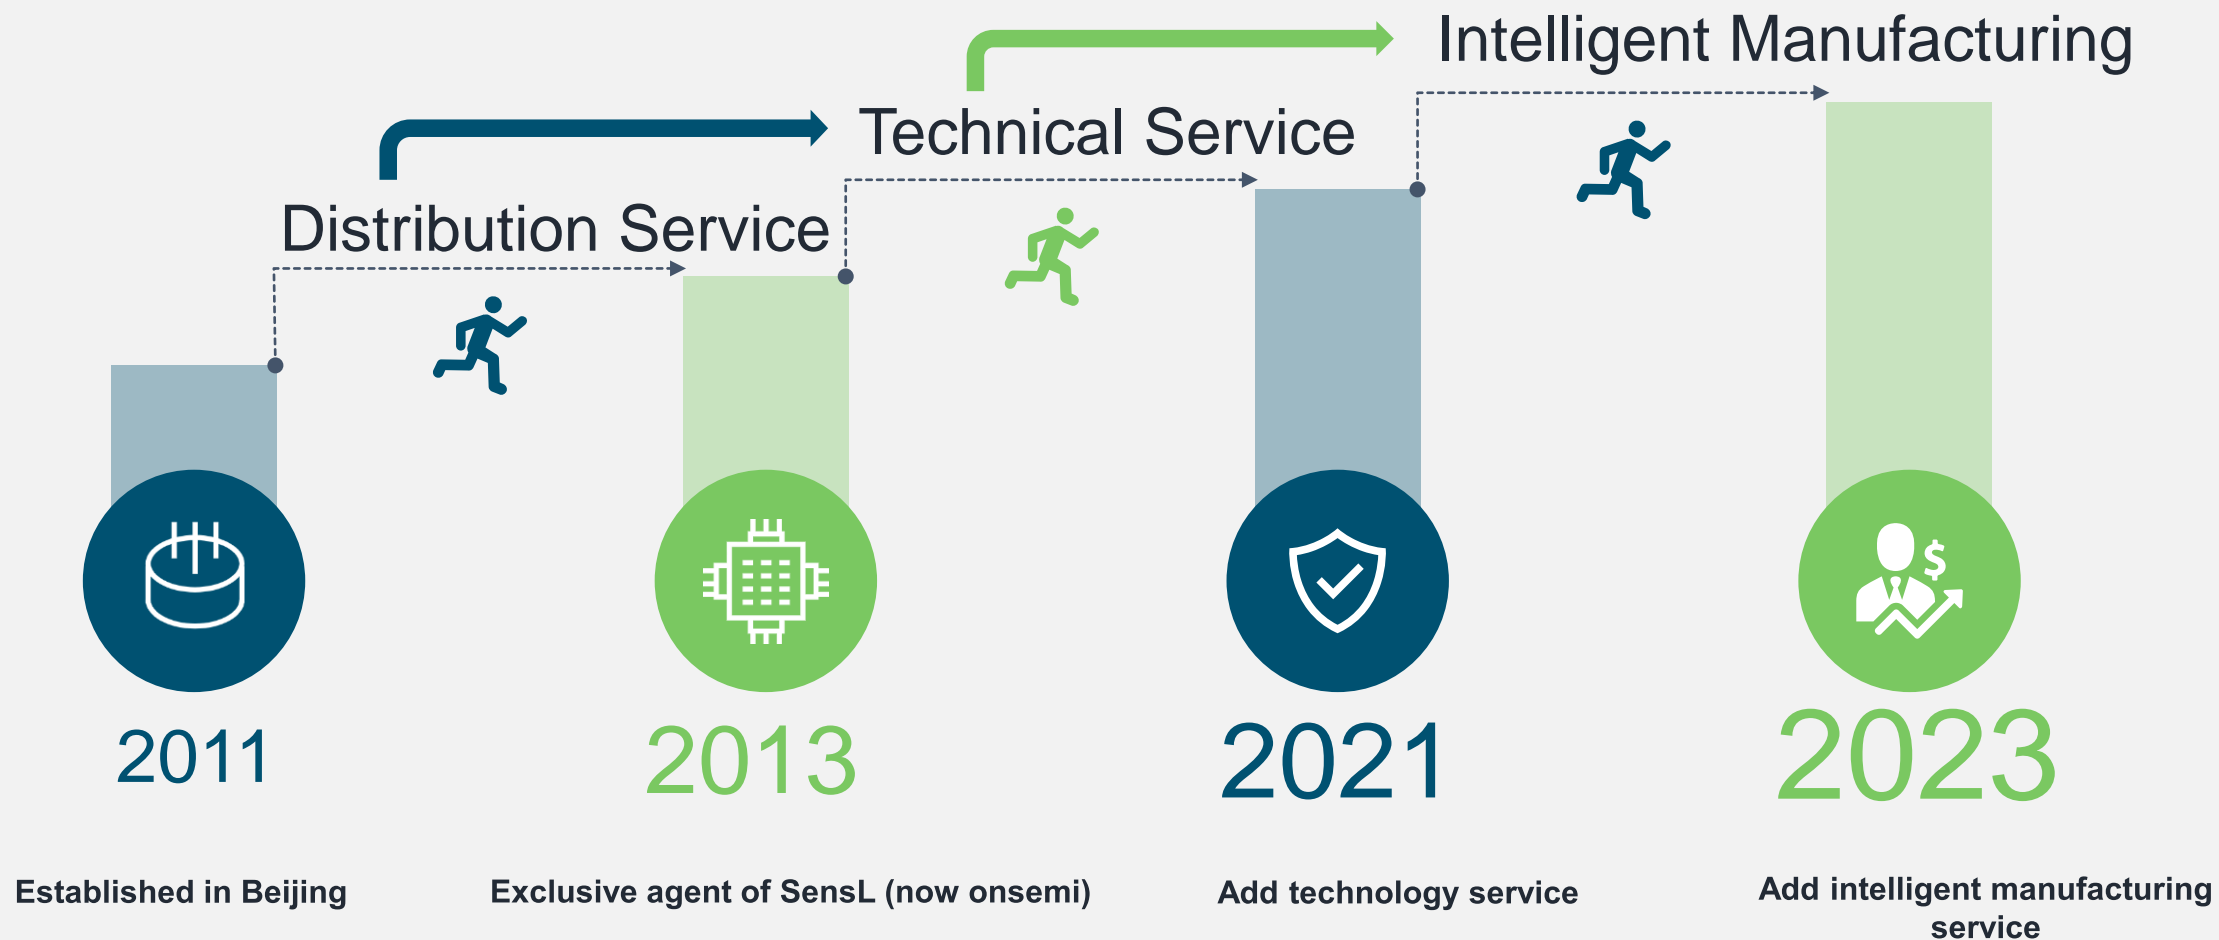 Intelligent Manufacturing
Technical Service
Distribution Service
$
2011
2013
2021
2023
Established in Beijing
Exclusive agent of SensL (now onsemi)
Add technology service
Add intelligent manufacturing
service